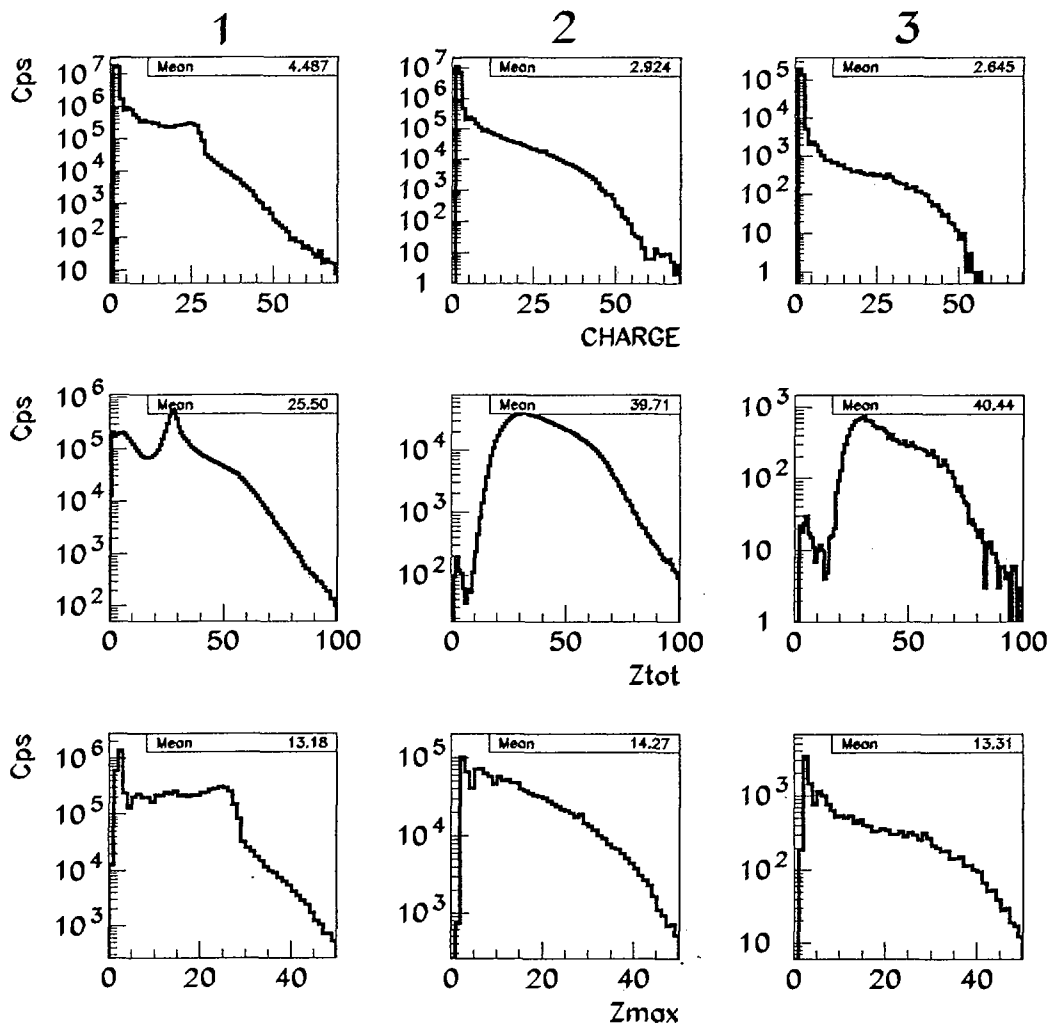 1 2 3
Cps
Mean 4.487
Mean 2.924
Mean 2.645
10^7 10^6 10^5 10^4 10^3 10^2 10
10^7 10^6 10^5 10^4 10^3 10^2 10 1
10^5 10^4 10^3 10^2 10 1
0 25 50
0 25 50
0 25 50
CHARGE
Cps
Mean 25.50
Mean 39.71
Mean 40.44
10^6 10^5 10^4 10^3 10^2
10^4 10^3 10^2
10^3 10^2 10 1
0 50 100
0 50 100
0 50 100
Ztot
Cps
Mean 13.18
Mean 14.27
Mean 13.31
10^6 10^5 10^4 10^3
10^5 10^4 10^3
10^3 10^2 10
0 20 40
0 20 40
0 20 40
Zmax